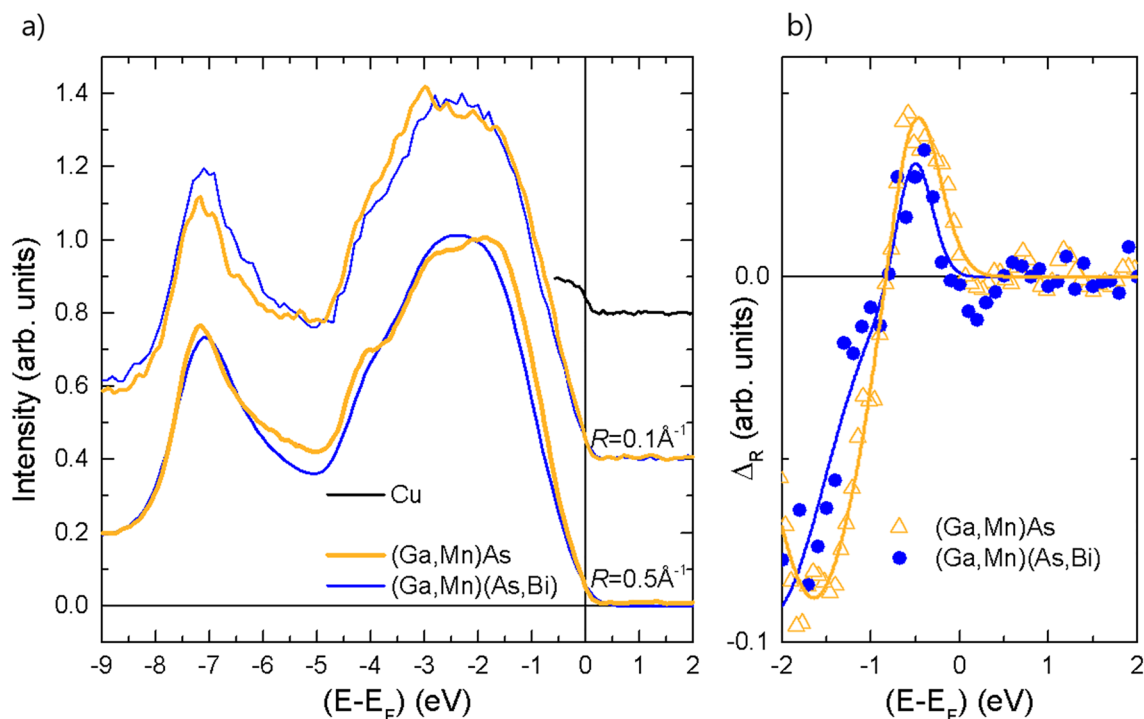 a)
Intensity (arb. units)
1.4
1.2
1.0
0.8
0.6
0.4
0.2
0.0
R=0.1Å⁻¹
Cu
(Ga,Mn)As
(Ga,Mn)(As,Bi)
R=0.5Å⁻¹
-9 -8 -7 -6 -5 -4 -3 -2 -1 0 1 2
(E-E_F) (eV)
b)
Δ_R (arb. units)
0.0
-0.1
(Ga,Mn)As
(Ga,Mn)(As,Bi)
-2 -1 0 1 2
(E-E_F) (eV)